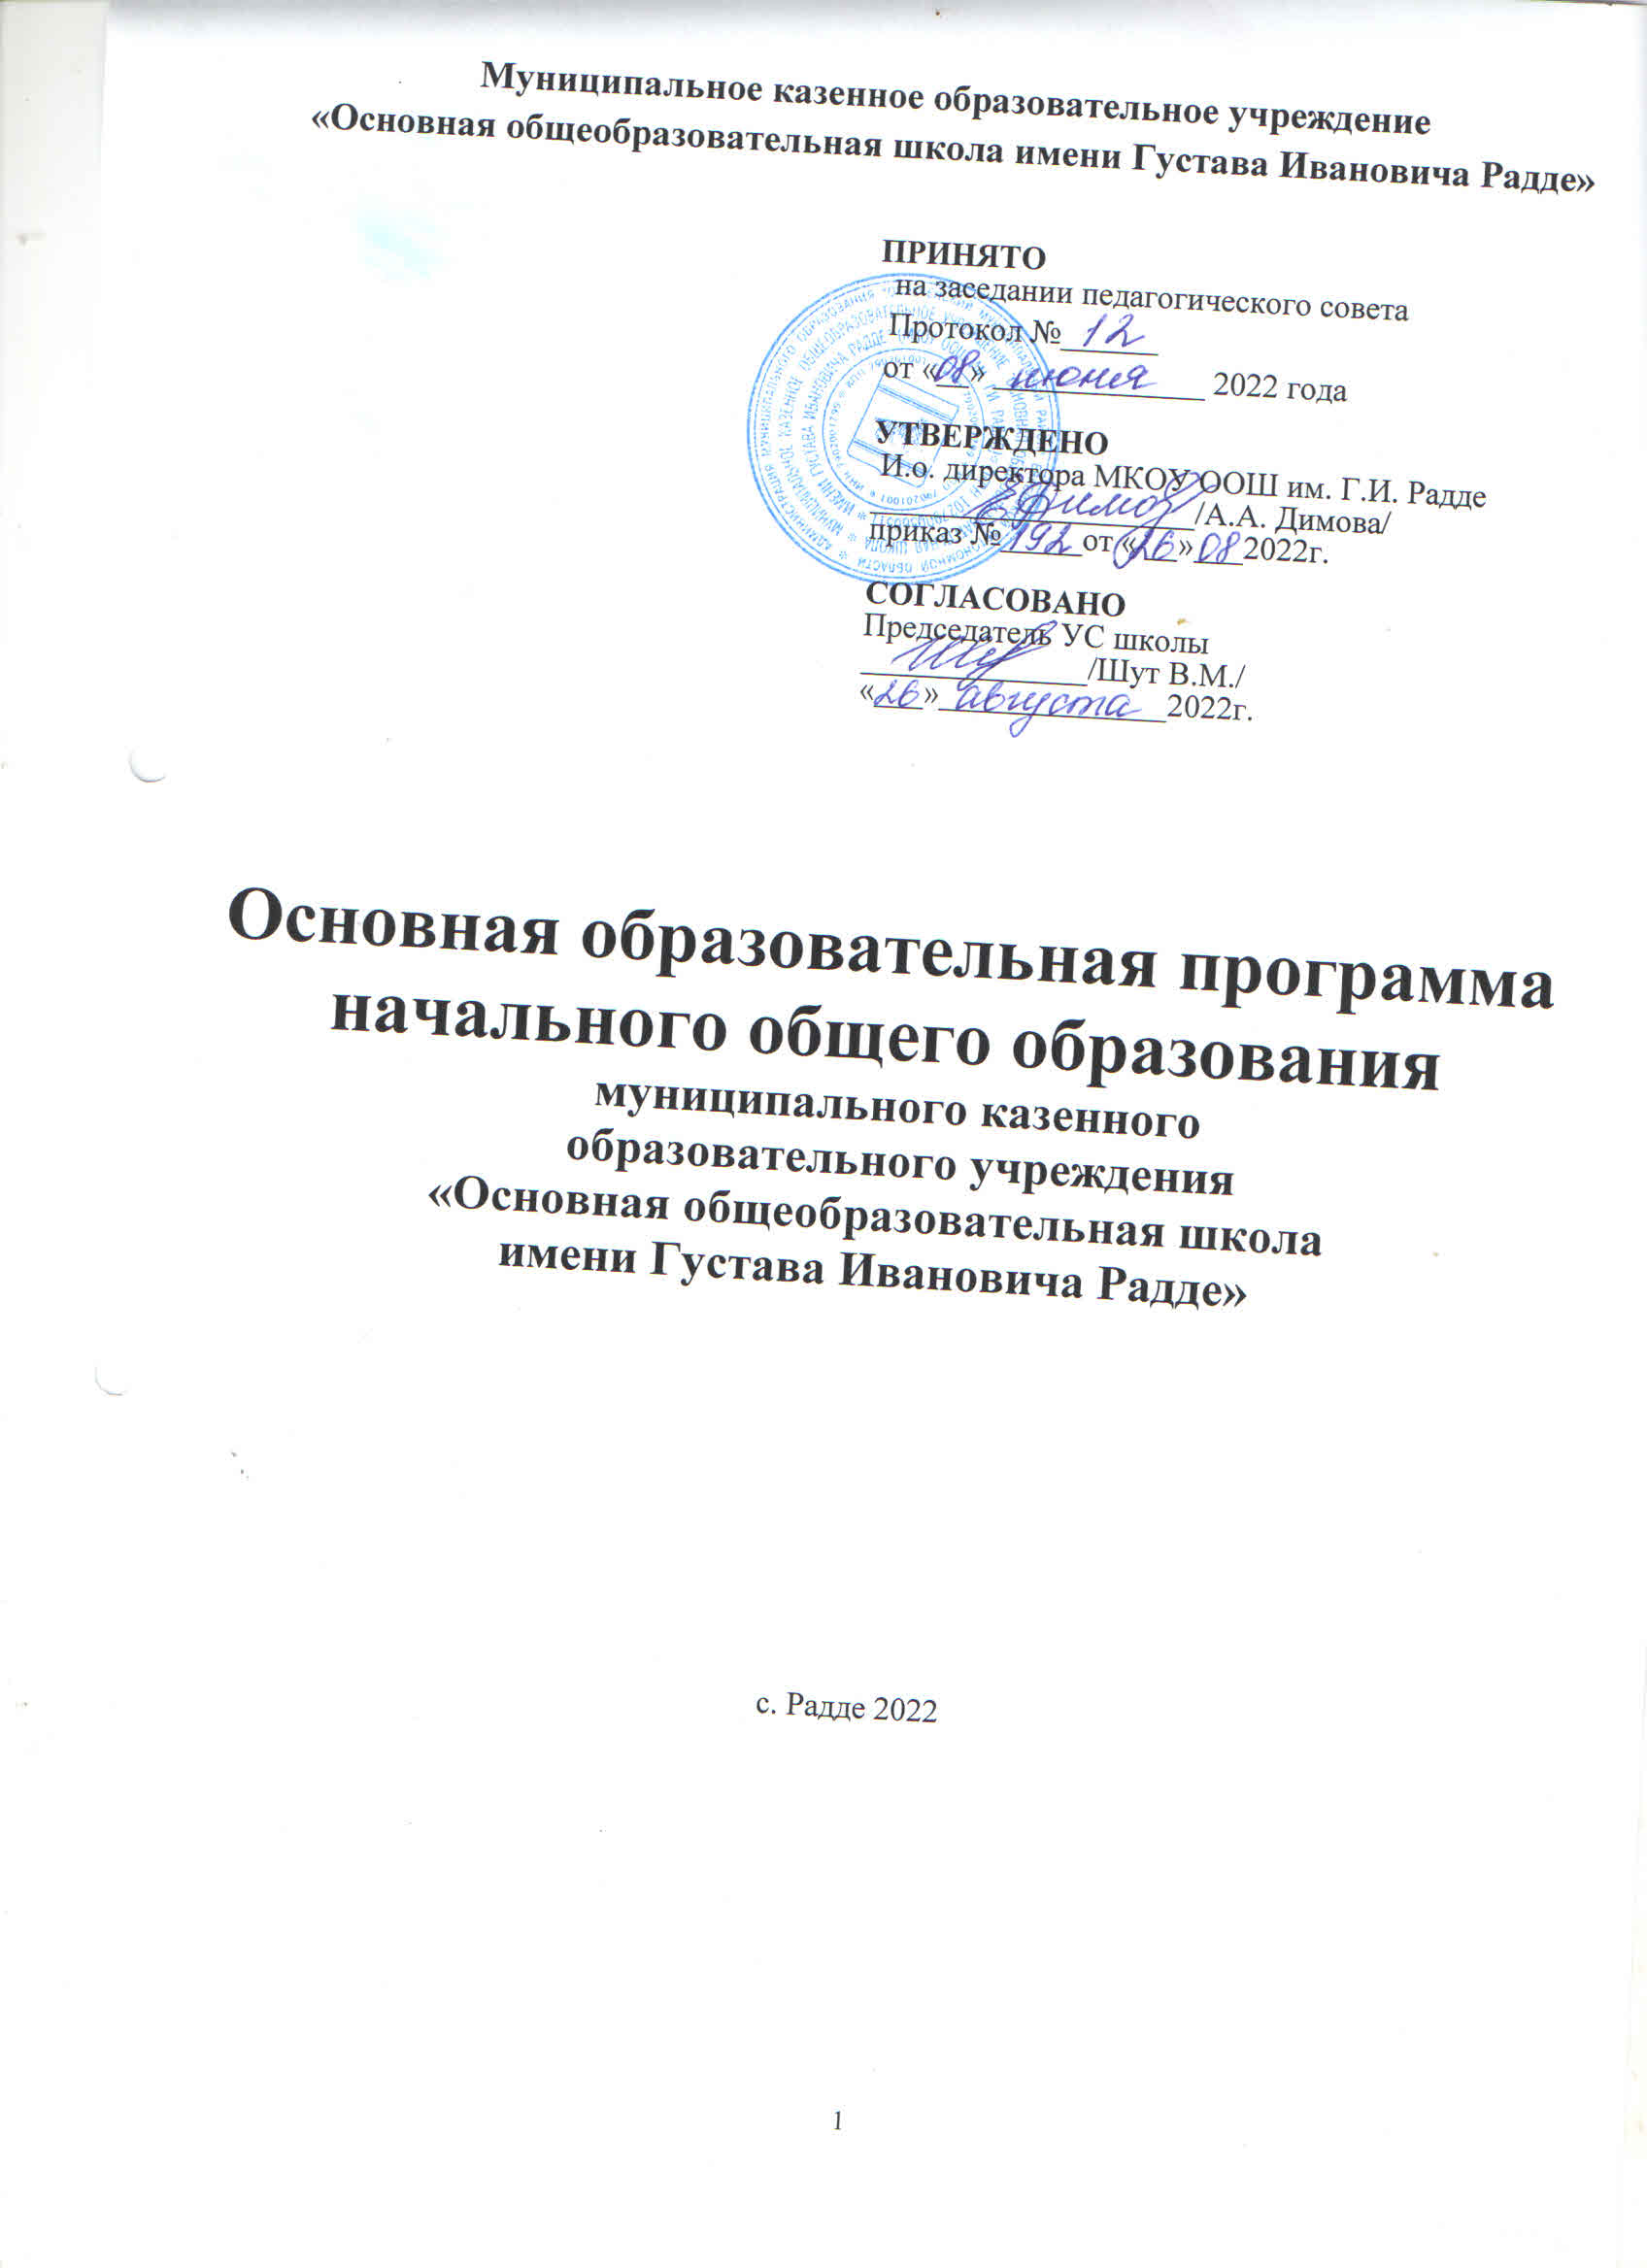 Муниципальное казенное образовательное учреждение
«Основная общеобразовательная школа имени Густава Ивановича Радде»
ПРИНЯТО
на заседании педагогического совета
Протокол № 12
от «08» июня 2022 года
УТВЕРЖДЕНО
И.о. директора МКОУ ООШ им. Г.И. Радде
/А.А. Димова/
приказ № 192 от «26» 08 2022г.
СОГЛАСОВАНО
Председатель УС школы
/Шут В.М./
«26» августа 2022г.
Основная образовательная программа
начального общего образования
муниципального казенного
образовательного учреждения
«Основная общеобразовательная школа
имени Густава Ивановича Радде»
с. Радде 2022
1